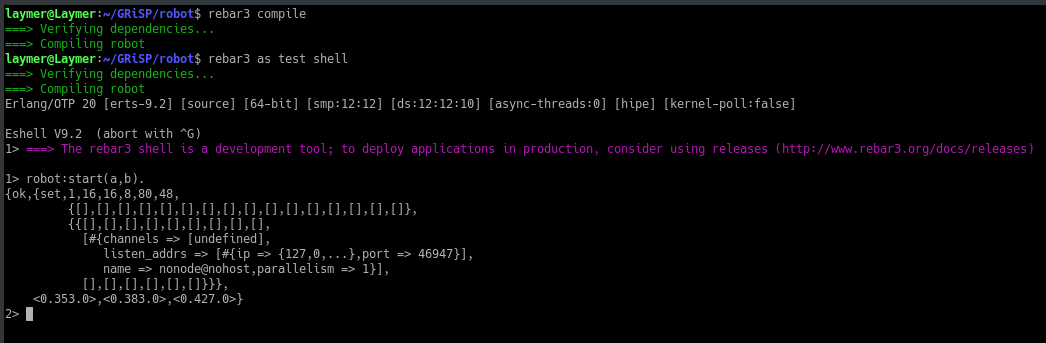 laymer@Laymer:~/GRiSP/robot$ rebar3 compile
===> Verifying dependencies...
===> Compiling robot
laymer@Laymer:~/GRiSP/robot$ rebar3 as test shell
===> Verifying dependencies...
===> Compiling robot
Erlang/OTP 20 [erts-9.2] [source] [64-bit] [smp:12:12] [ds:12:12:10] [async-threads:0] [hipe] [kernel-poll:false]

Eshell V9.2  (abort with ^G)
1> ===> The rebar3 shell is a development tool; to deploy applications in production, consider using releases (http://www.rebar3.org/docs/releases)

1> robot:start(a,b).
{ok,{set,1,16,16,8,80,48,
         {[],[],[],[],[],[],[],[],[],[],[],[],[],[],[],[]},
         {{[],[],[],[],[],[],[],[],[],
           [#{channels => [undefined],
              listen_addrs => [#{ip => {127,0,...},port => 46947}],
              name => nonode@nohost,parallelism => 1}],
           [],[],[],[],[],[]}}},
    <0.353.0>,<0.383.0>,<0.427.0>}
2>